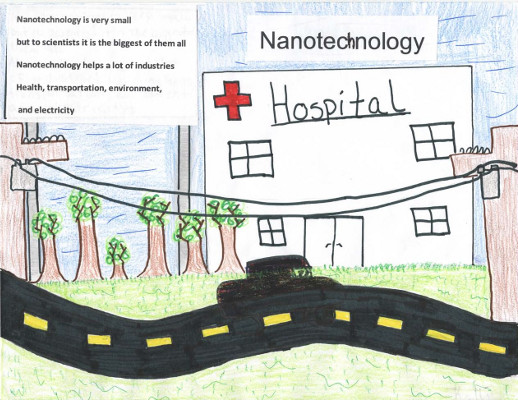 Nanotechnology is very small
but to scientists it is the biggest of them all
Nanotechnology helps a lot of industries
Health, transportation, environment,
and electricity
Nanotechnology
Hospital